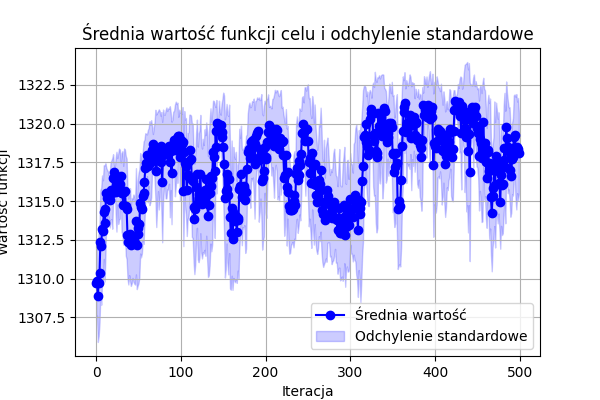 Średnia wartość funkcji celu i odchylenie standardowe
Wartość funkcji
1322.5
1320.0
1317.5
1315.0
1312.5
1310.0
1307.5
Średnia wartość
Odchylenie standardowe
0 100 200 300 400 500
Iteracja